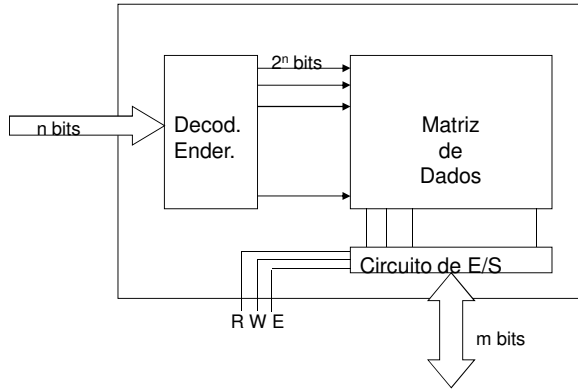 2ⁿ bits
n bits
Decod.
Ender.
Matriz
de
Dados
Circuito de E/S
R W E
m bits